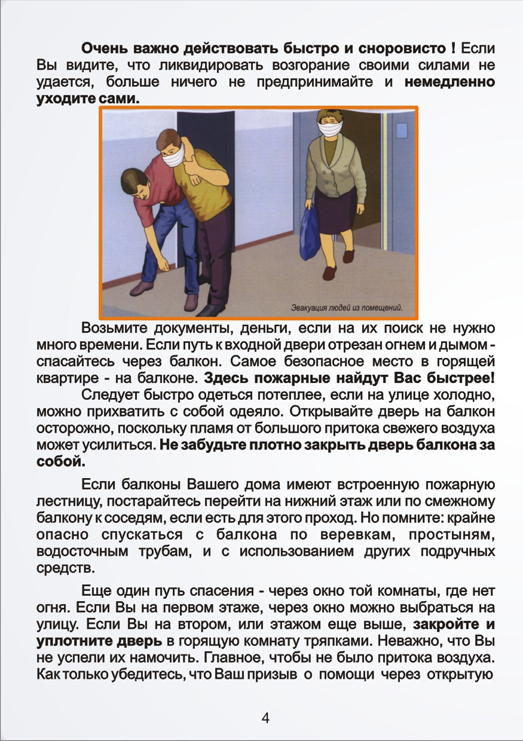 Очень важно действовать быстро и сноровисто ! Если
Вы видите, что ликвидировать возгорание своими силами не
удается, больше ничего не предпринимайте и немедленно
уходите сами.
Эвакуация людей из помещений.
Возьмите документы, деньги, если на их поиск не нужно
много времени. Если путь к входной двери отрезан огнем и дымом -
спасайтесь через балкон. Самое безопасное место в горящей
квартире - на балконе. Здесь пожарные найдут Вас быстрее!
Следует быстро одеться потеплее, если на улице холодно,
можно прихватить с собой одеяло. Открывайте дверь на балкон
осторожно, поскольку пламя от большого притока свежего воздуха
может усилиться. Не забудьте плотно закрыть дверь балкона за
собой.
Если балконы Вашего дома имеют встроенную пожарную
лестницу, постарайтесь перейти на нижний этаж или по смежному
балкону к соседям, если есть для этого проход. Но помните: крайне
опасно спускаться с балкона по веревкам, простыням,
водосточным трубам, и с использованием других подручных
средств.
Еще один путь спасения - через окно той комнаты, где нет
огня. Если Вы на первом этаже, через окно можно выбраться на
улицу. Если Вы на втором, или этажом еще выше, закройте и
уплотните дверь в горящую комнату тряпками. Неважно, что Вы
не успели их намочить. Главное, чтобы не было притока воздуха.
Как только убедитесь, что Ваш призыв о помощи через открытую
4